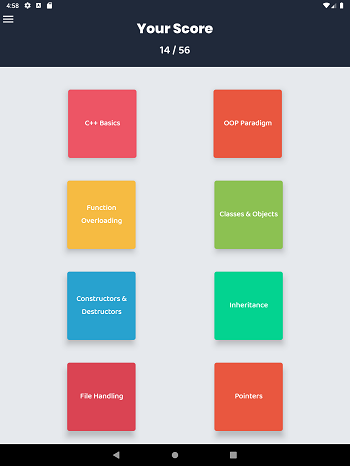 4:58
Your Score
14 / 56
C++ Basics
OOP Paradigm
Function
Overloading
Classes & Objects
Constructors &
Destructors
Inheritance
File Handling
Pointers